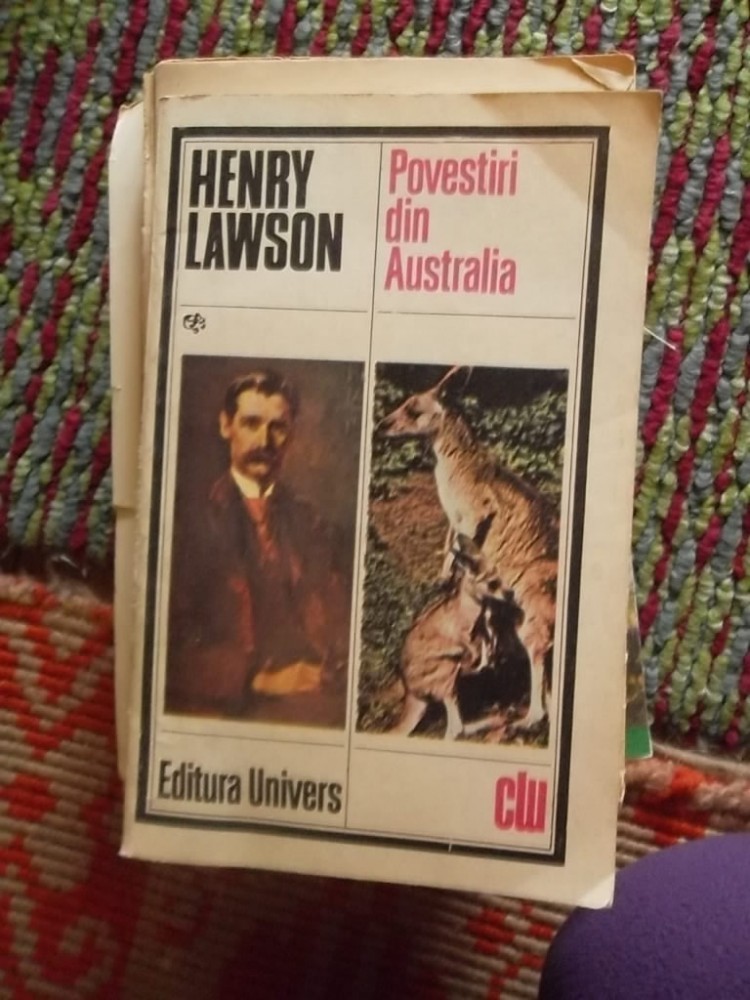 HENRY
LAWSON
Povestiri
din
Australia
Editura Univers
clu